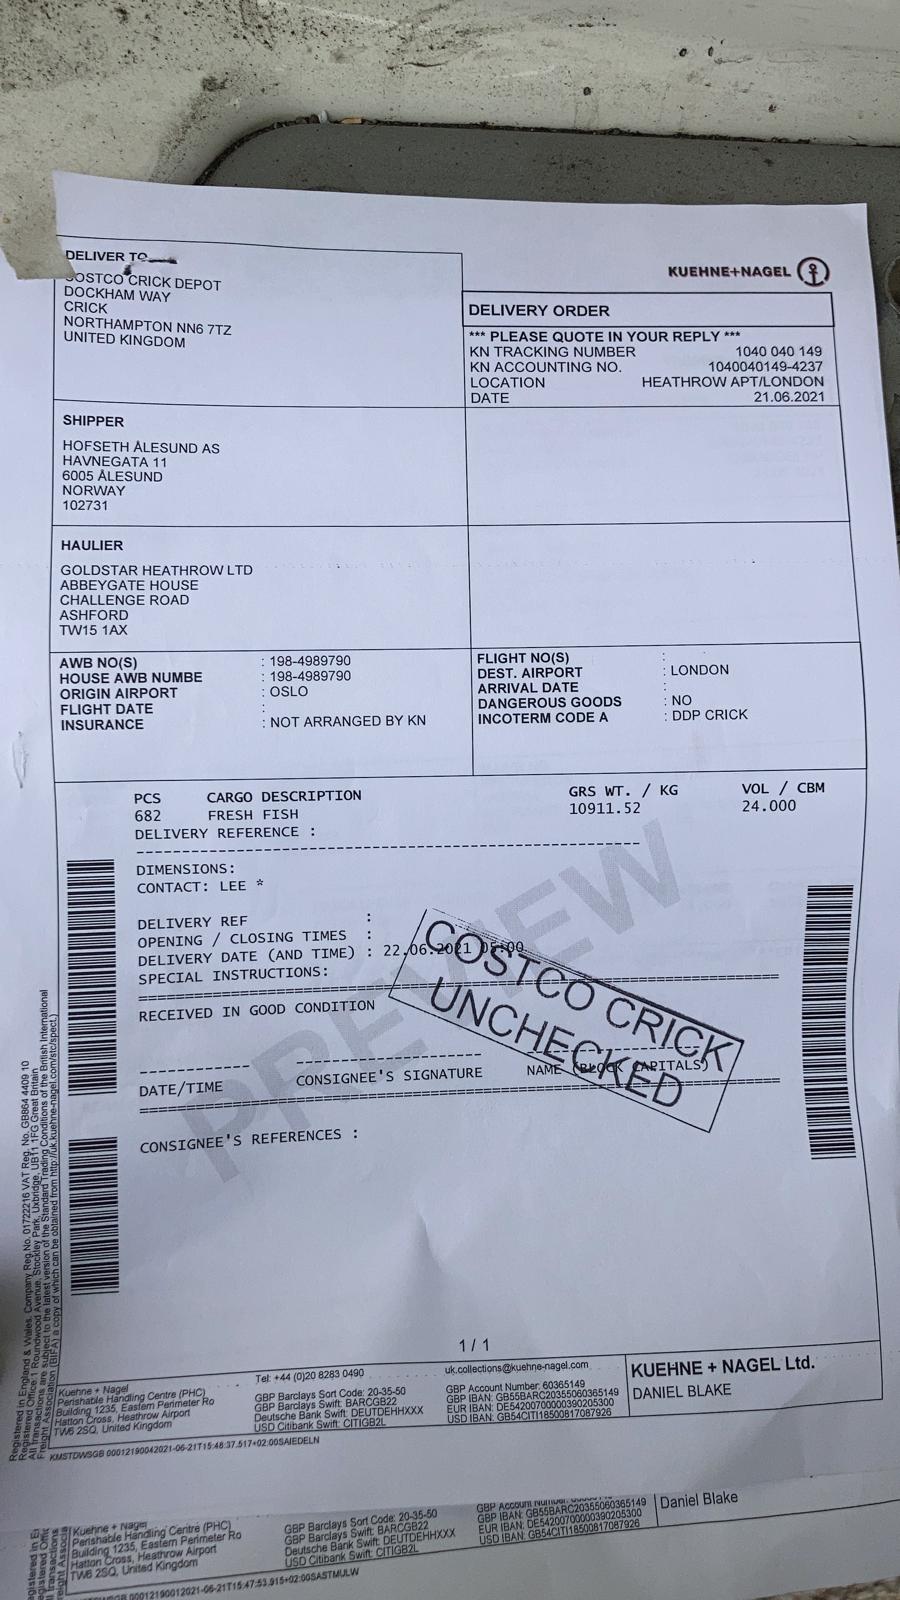 DELIVER TO
COSTCO CRICK DEPOT
DOCKHAM WAY
CRICK
NORTHAMPTON NN6 7TZ
UNITED KINGDOM
KUEHNE+NAGEL
DELIVERY ORDER
*** PLEASE QUOTE IN YOUR REPLY ***
KN TRACKING NUMBER 1040 040 149
KN ACCOUNTING NO. 1040040149-4237
LOCATION HEATHROW APT/LONDON
DATE 21.06.2021
SHIPPER
HOFSETH ÅLESUND AS
HAVNEGATA 11
6005 ÅLESUND
NORWAY
102731
HAULIER
GOLDSTAR HEATHROW LTD
ABBEYGATE HOUSE
CHALLENGE ROAD
ASHFORD
TW15 1AX
AWB NO(S) : 198-4989790
HOUSE AWB NUMBE : 198-4989790
ORIGIN AIRPORT : OSLO
FLIGHT DATE :
INSURANCE : NOT ARRANGED BY KN
FLIGHT NO(S) :
DEST. AIRPORT : LONDON
ARRIVAL DATE :
DANGEROUS GOODS : NO
INCOTERM CODE A : DDP CRICK
PCS CARGO DESCRIPTION GRS WT. / KG VOL / CBM
682 FRESH FISH 10911.52 24.000
DELIVERY REFERENCE :
DIMENSIONS:
CONTACT: LEE *
DELIVERY REF :
OPENING / CLOSING TIMES :
DELIVERY DATE (AND TIME) : 22.06.2021 05:00
SPECIAL INSTRUCTIONS:
RECEIVED IN GOOD CONDITION
DATE/TIME CONSIGNEE'S SIGNATURE NAME (BLOCK CAPITALS)
CONSIGNEE'S REFERENCES :
PREVIEW
COSTCO CRICK
UNCHECKED
1 / 1
Kuehne + Nagel
Perishable Handling Centre (PHC)
Building 1235, Eastern Perimeter Ro
Hatton Cross, Heathrow Airport
TW6 2SQ, United Kingdom
Tel: +44 (0)20 8283 0490
GBP Barclays Sort Code: 20-35-50
GBP Barclays Swift: BARCGB22
Deutsche Bank Swift: DEUTDEHHXXX
USD Citibank Swift: CITIGB2L
uk.collections@kuehne-nagel.com
GBP Account Number: 60365149
GBP IBAN: GB55BARC20355060365149
EUR IBAN: DE54200700000390205300
USD IBAN: GB54CITI18500817087926
KUEHNE + NAGEL Ltd.
DANIEL BLAKE
KMSTDWSGB 00012190042021-06-21T15:48:37.517+02:00SAIEDELN
Registered in England & Wales. Company Reg.No. 01722216 VAT Reg. No. GB864 4409 10
Registered Office:1 Roundwood Avenue, Stockley Park, Uxbridge, UB11 1FG Great Britain
All transactions are subject to the latest version of the Standard Trading Conditions of the British International
Freight Association (BIFA) a copy of which can be obtained from http://uk.kuehne-nagel.com/stc/spect.)
Kuehne + Nagel
Perishable Handling Centre (PHC)
Building 1235, Eastern Perimeter Ro
Hatton Cross, Heathrow Airport
TW6 2SQ, United Kingdom
GBP Barclays Sort Code: 20-35-50
GBP Barclays Swift: BARCGB22
Deutsche Bank Swift: DEUTDEHHXXX
USD Citibank Swift: CITIGB2L
GBP Account Number:
GBP IBAN: GB55BARC20355060365149
EUR IBAN: DE54200700000390205300
USD IBAN: GB54CITI18500817087926
Daniel Blake
00012190012021-06-21T15:47:53.915+02:00SASTMULW